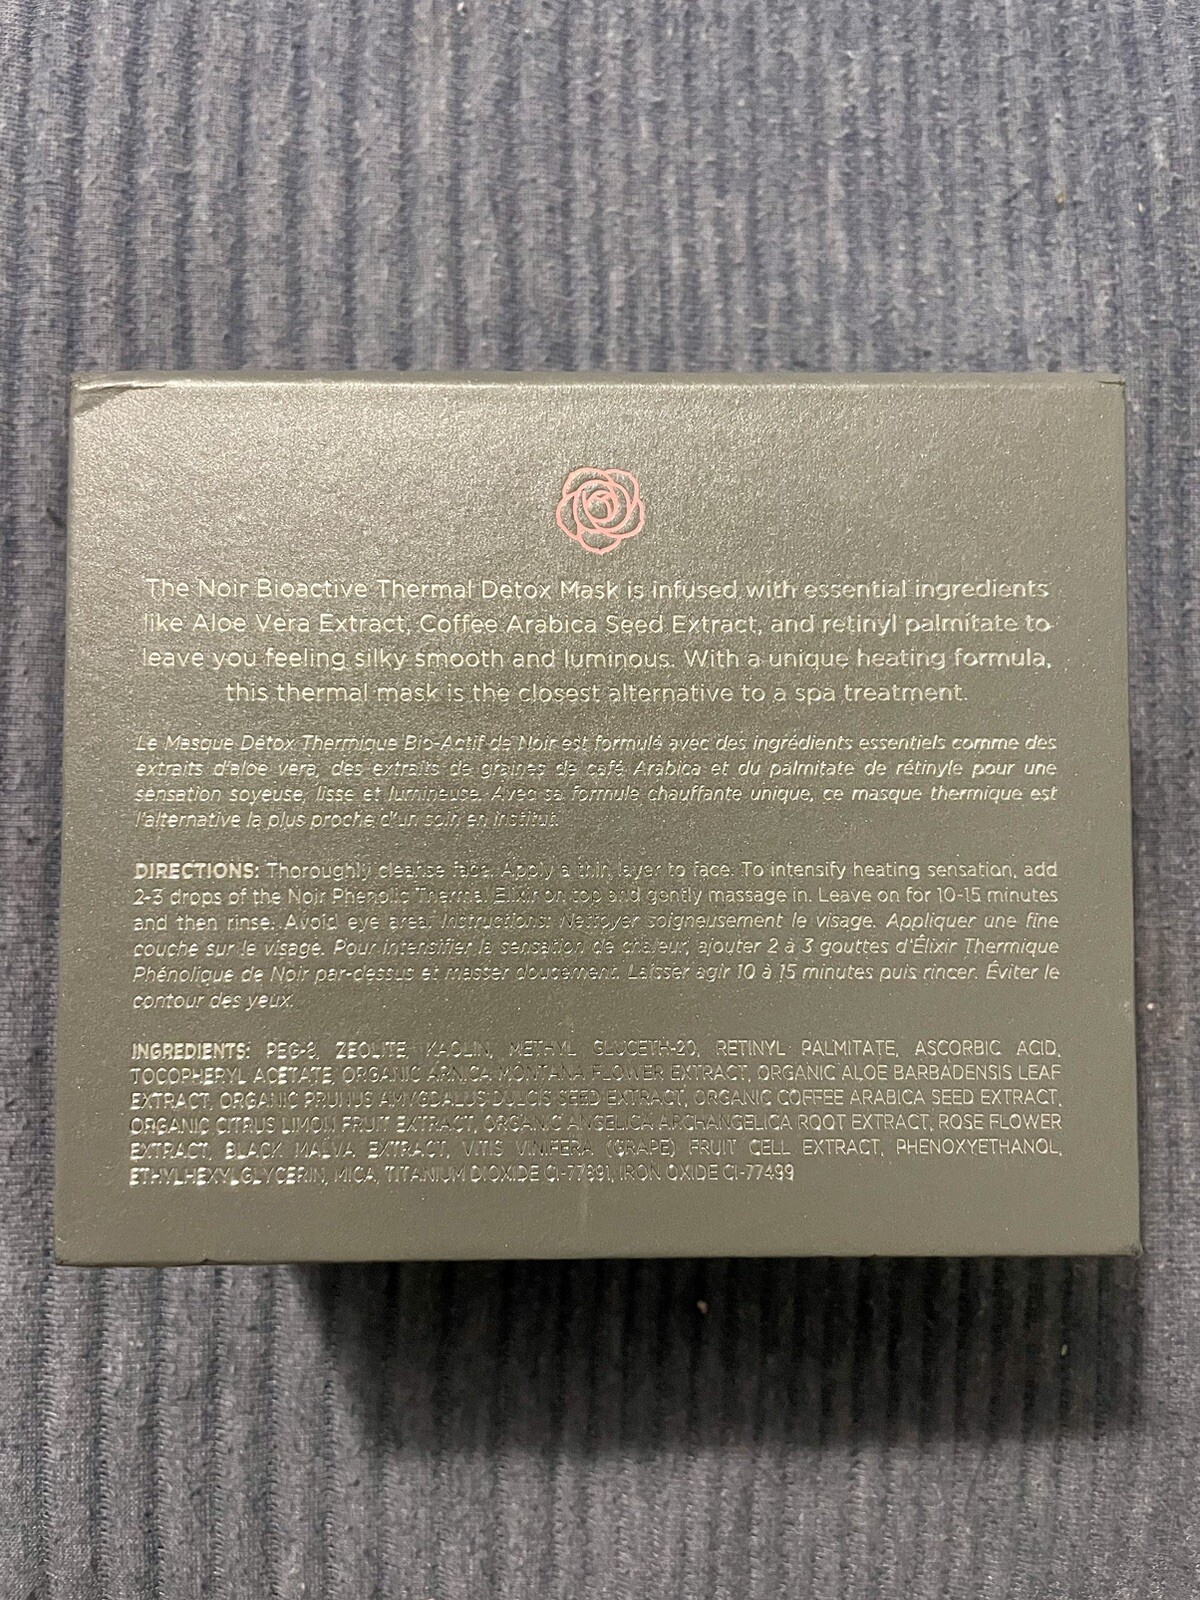 The Noir Bioactive Thermal Detox Mask is infused with essential ingredients
like Aloe Vera Extract, Coffee Arabica Seed Extract, and retinyl palmitate to
leave you feeling silky smooth and luminous. With a unique heating formula,
this thermal mask is the closest alternative to a spa treatment.
Le Masque Détox Thermique Bio-Actif de Noir est formulé avec des ingrédients essentiels comme des
extraits d'aloe vera, des extraits de graines de café Arabica et du palmitate de rétinyle pour une
sensation soyeuse, lisse et lumineuse. Avec sa formule chauffante unique, ce masque thermique est
l'alternative la plus proche d'un soin en institut.
DIRECTIONS: Thoroughly cleanse face. Apply a thin layer to face. To intensify heating sensation, add
2-3 drops of the Noir Phenolic Thermal Elixir on top and gently massage in. Leave on for 10-15 minutes
and then rinse. Avoid eye area. Instructions: Nettoyer soigneusement le visage. Appliquer une fine
couche sur le visage. Pour intensifier la sensation de chaleur, ajouter 2 à 3 gouttes d'Élixir Thermique
Phénolique de Noir par-dessus et masser doucement. Laisser agir 10 à 15 minutes puis rincer. Éviter le
contour des yeux.
INGREDIENTS: PEG-8, ZEOLITE, KAOLIN, METHYL GLUCETH-20, RETINYL PALMITATE, ASCORBIC ACID,
TOCOPHERYL ACETATE, ORGANIC ARNICA MONTANA FLOWER EXTRACT, ORGANIC ALOE BARBADENSIS LEAF
EXTRACT, ORGANIC PRUNUS AMYGDALUS DULCIS SEED EXTRACT, ORGANIC COFFEE ARABICA SEED EXTRACT,
ORGANIC CITRUS LIMON FRUIT EXTRACT, ORGANIC ANGELICA ARCHANGELICA ROOT EXTRACT, ROSE FLOWER
EXTRACT, BLACK MALVA EXTRACT, VITIS VINIFERA (GRAPE) FRUIT CELL EXTRACT, PHENOXYETHANOL,
ETHYLHEXYLGLYCERIN, MICA, TITANIUM DIOXIDE CI-77891, IRON OXIDE CI-77499